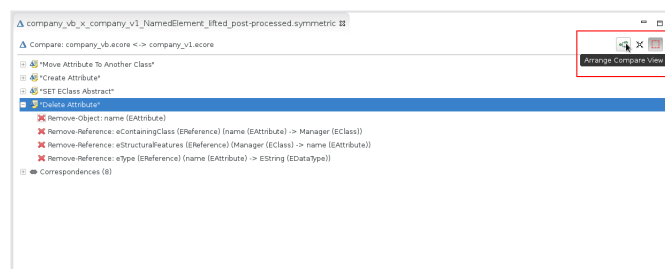 company_vb_x_company_v1_NamedElement_lifted_post-processed.symmetric
Compare: company_vb.ecore <-> company_v1.ecore
Arrange Compare View
"Move Attribute To Another Class"
"Create Attribute"
"SET EClass Abstract"
"Delete Attribute"
Remove-Object: name (EAttribute)
Remove-Reference: eContainingClass (EReference) (name (EAttribute) -> Manager (EClass))
Remove-Reference: eStructuralFeatures (EReference) (Manager (EClass) -> name (EAttribute))
Remove-Reference: eType (EReference) (name (EAttribute) -> EString (EDataType))
Correspondences (8)